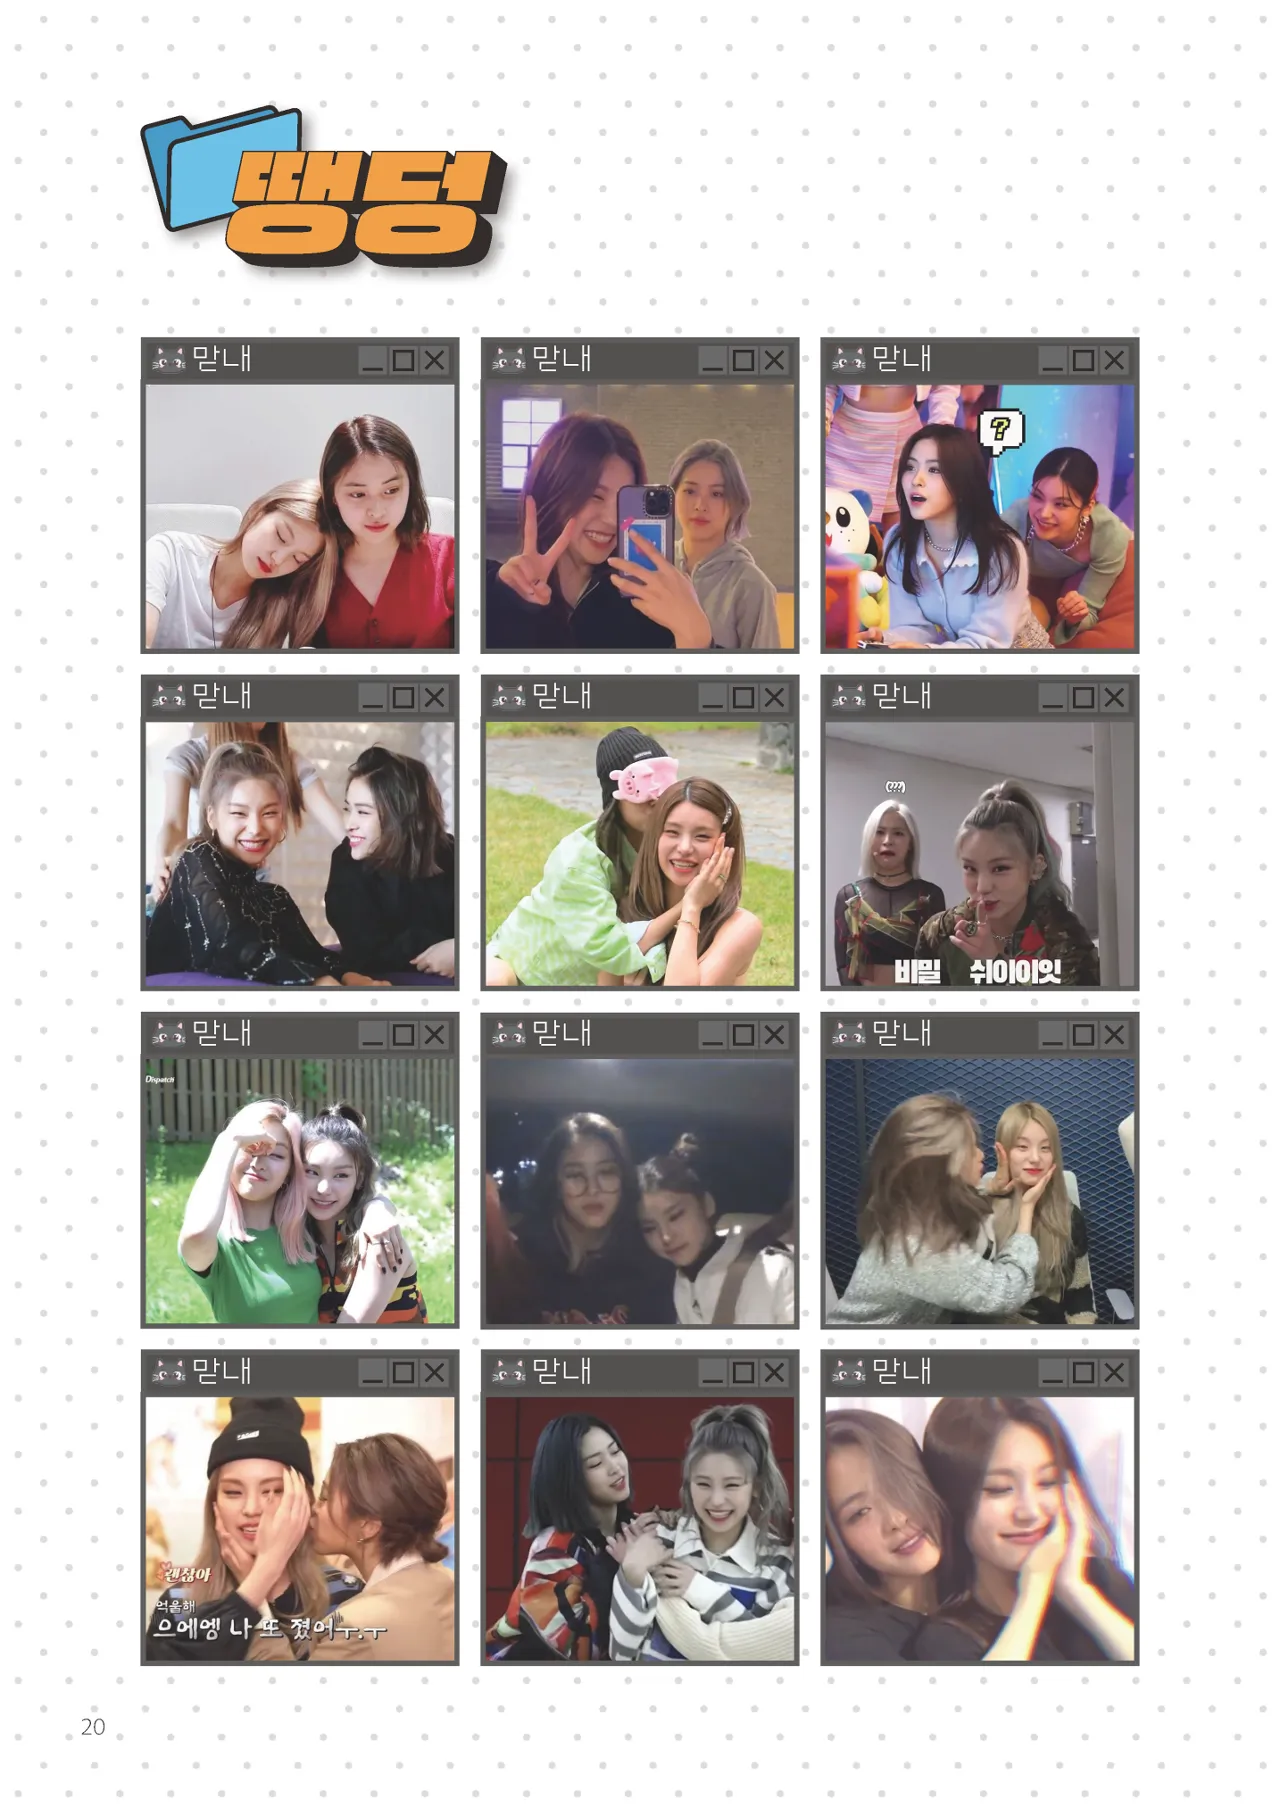 땡덩
맏내
맏내
맏내
?
맏내
맏내
맏내
(???)
비밀 쉬이이잇
맏내
Dispatch
맏내
맏내
맏내
괜찮아
억울해
으에엥 나 또 졌어ㅜ.ㅜ
맏내
맏내
20